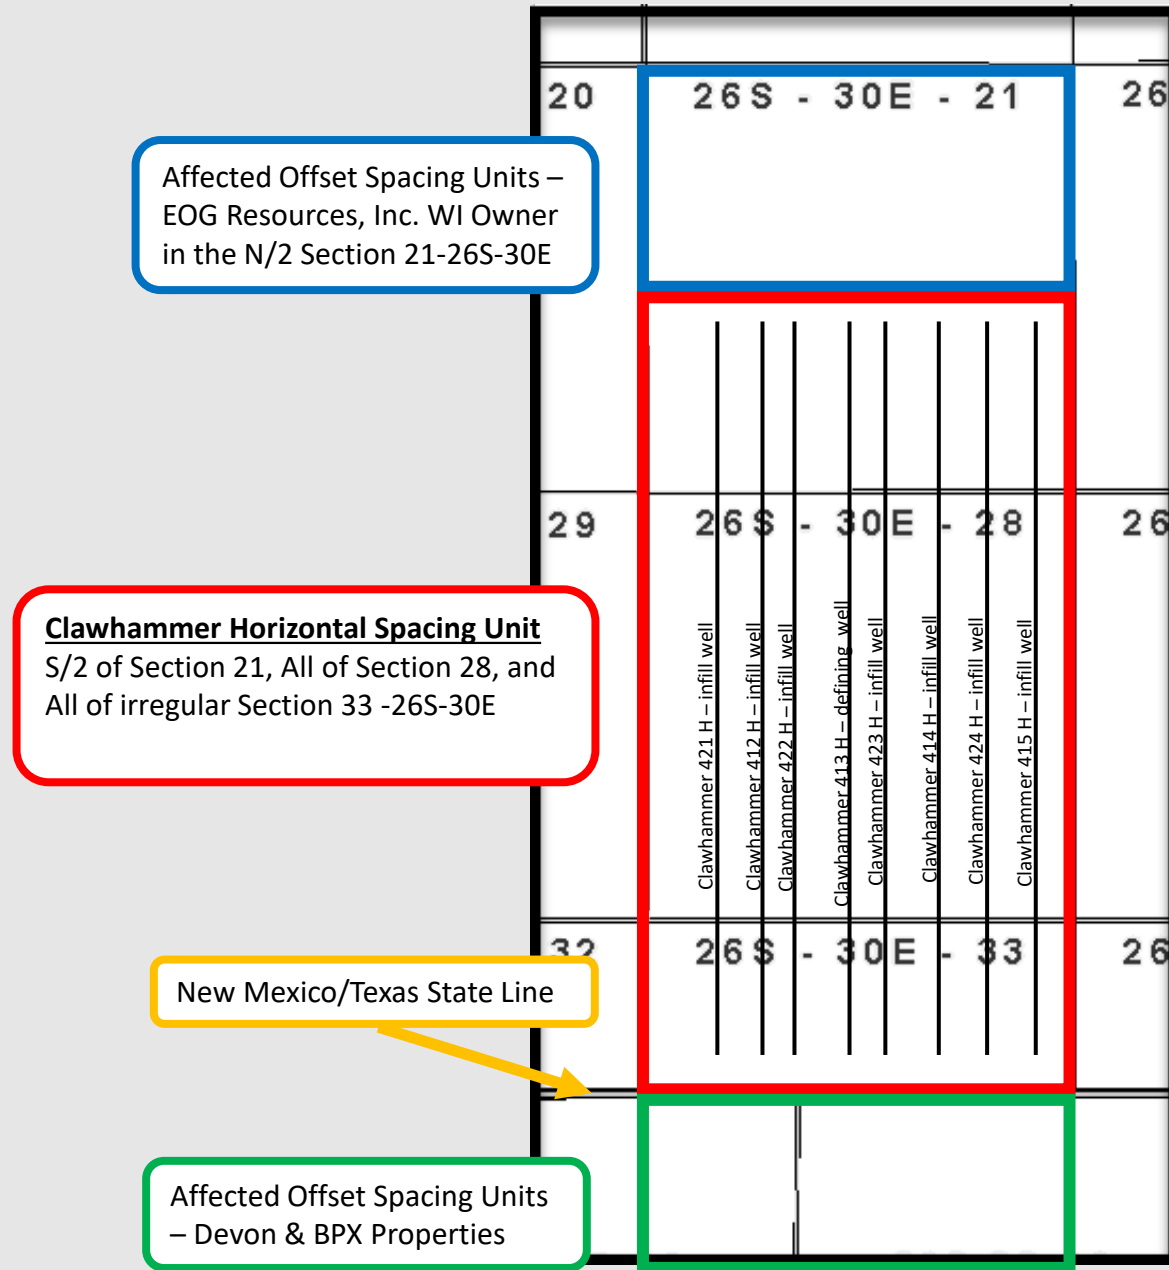 20
26S - 30E - 21
26
Affected Offset Spacing Units –
EOG Resources, Inc. WI Owner
in the N/2 Section 21-26S-30E
29
26S - 30E - 28
26
Clawhammer Horizontal Spacing Unit
S/2 of Section 21, All of Section 28, and
All of irregular Section 33 -26S-30E
Clawhammer 421 H – infill well
Clawhammer 412 H – infill well
Clawhammer 422 H – infill well
Clawhammer 413 H – defining well
Clawhammer 423 H – infill well
Clawhammer 414 H – infill well
Clawhammer 424 H – infill well
Clawhammer 415 H – infill well
32
26S - 30E - 33
26
New Mexico/Texas State Line
Affected Offset Spacing Units
– Devon & BPX Properties